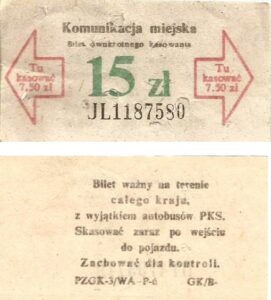 Komunikacja miejska
Bilet dwukrotnego kasowania
Tu
kasować
7.50 zł
15 zł
Tu
kasować
7.50 zł
JL1187580
Bilet ważny na terenie
całego kraju,
z wyjątkiem autobusów PKS.
Skasować zaraz po wejściu
do pojazdu.
Zachować dla kontroli.
PZGK-3/WA -P-6 GK/B-